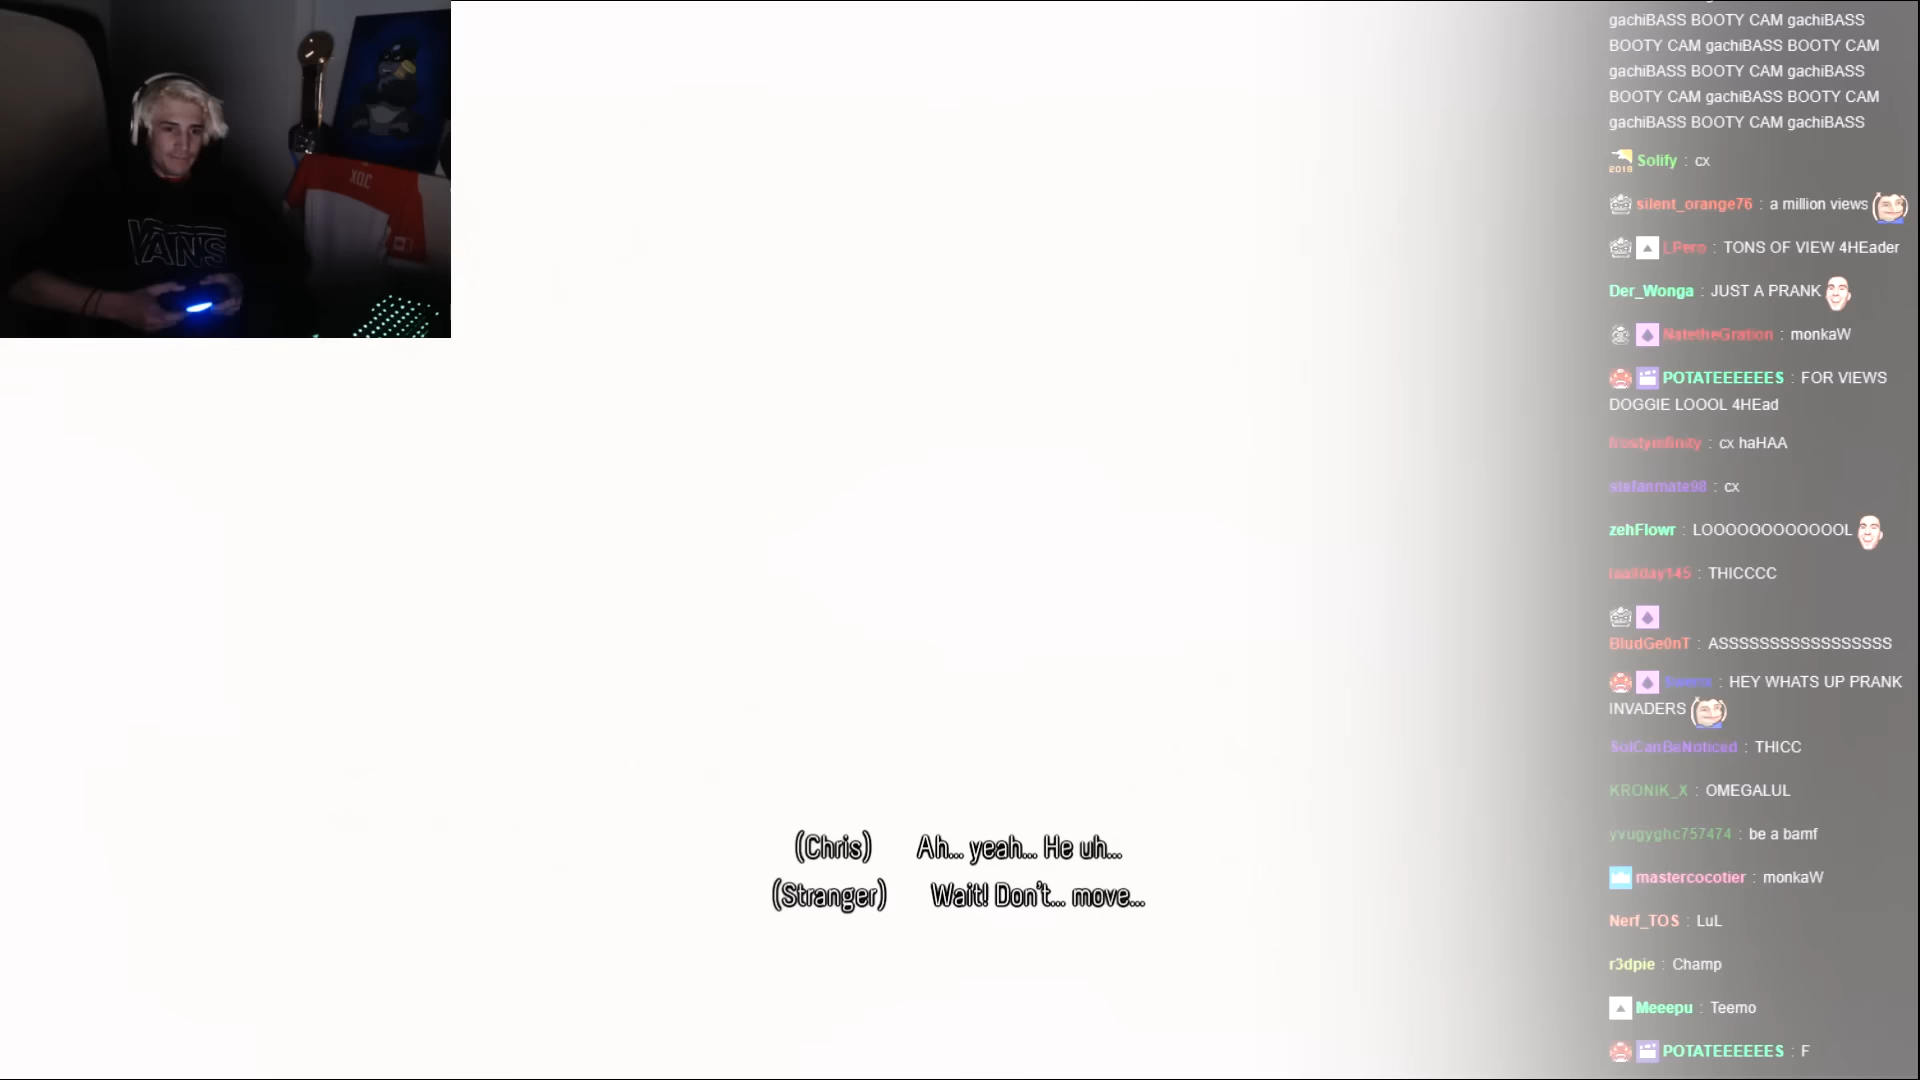 XQC
VANS
gachiBASS BOOTY CAM gachiBASS
BOOTY CAM gachiBASS BOOTY CAM
gachiBASS BOOTY CAM gachiBASS
BOOTY CAM gachiBASS BOOTY CAM
gachiBASS BOOTY CAM gachiBASS
2018 Solify : cx
silent_orange76 : a million views
LPero : TONS OF VIEW 4HEader
Der_Wonga : JUST A PRANK
NatetheGration : monkaW
POTATEEEEEES : FOR VIEWS
DOGGIE LOOOL 4HEad
frostymfinity : cx haHAA
stefanmate98 : cx
zehFlowr : LOOOOOOOOOOOOL
: THICCCC
BludGe0nT : ASSSSSSSSSSSSSSSSS
: HEY WHATS UP PRANK
INVADERS
SolCanBeNoticed : THICC
KRONIK_X : OMEGALUL
yvugyghc757474 : be a bamf
mastercocotier : monkaW
Nerf_TOS : LuL
r3dpie : Champ
Meeepu : Teemo
POTATEEEEEES : F
(Chris) Ah... yeah... He uh...
(Stranger) Wait! Don't... move...